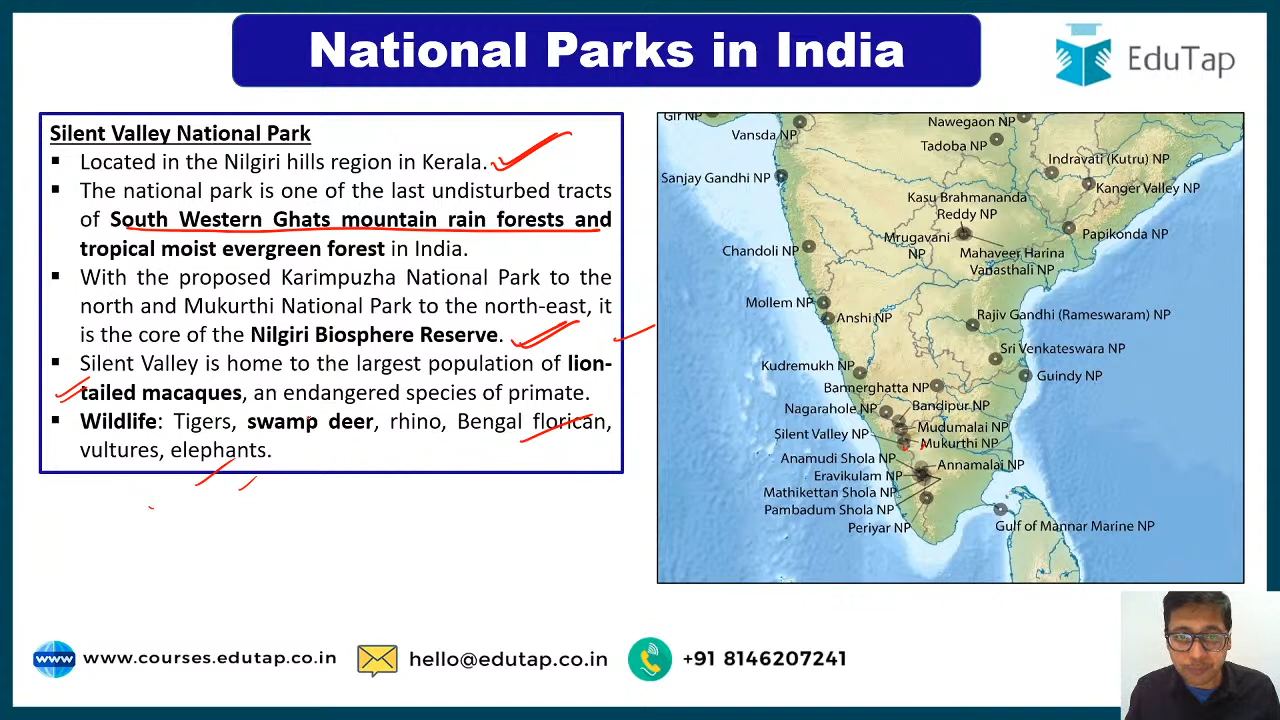 National Parks in India
EduTap
Silent Valley National Park
▪ Located in the Nilgiri hills region in Kerala.
▪ The national park is one of the last undisturbed tracts
of South Western Ghats mountain rain forests and
tropical moist evergreen forest in India.
▪ With the proposed Karimpuzha National Park to the
north and Mukurthi National Park to the north-east, it
is the core of the Nilgiri Biosphere Reserve.
▪ Silent Valley is home to the largest population of lion-
tailed macaques, an endangered species of primate.
▪ Wildlife: Tigers, swamp deer, rhino, Bengal florican,
vultures, elephants.
Gir NP
Vansda NP
Nawegaon NP
Tadoba NP
Indravati (Kutru) NP
Sanjay Gandhi NP
Kanger Valley NP
Kasu Brahmananda
Reddy NP
Papikonda NP
Mrugavani
NP
Chandoli NP
Mahaveer Harina
Vanasthali NP
Mollem NP
Anshi NP
Rajiv Gandhi (Rameswaram) NP
Sri Venkateswara NP
Kudremukh NP
Guindy NP
Bannerghatta NP
Nagarahole NP
Bandipur NP
Mudumalai NP
Silent Valley NP
Mukurthi NP
Anamudi Shola NP
Annamalai NP
Eravikulam NP
Mathikettan Shola NP
Pambadum Shola NP
Periyar NP
Gulf of Mannar Marine NP
www
www.courses.edutap.co.in
hello@edutap.co.in
+91 8146207241